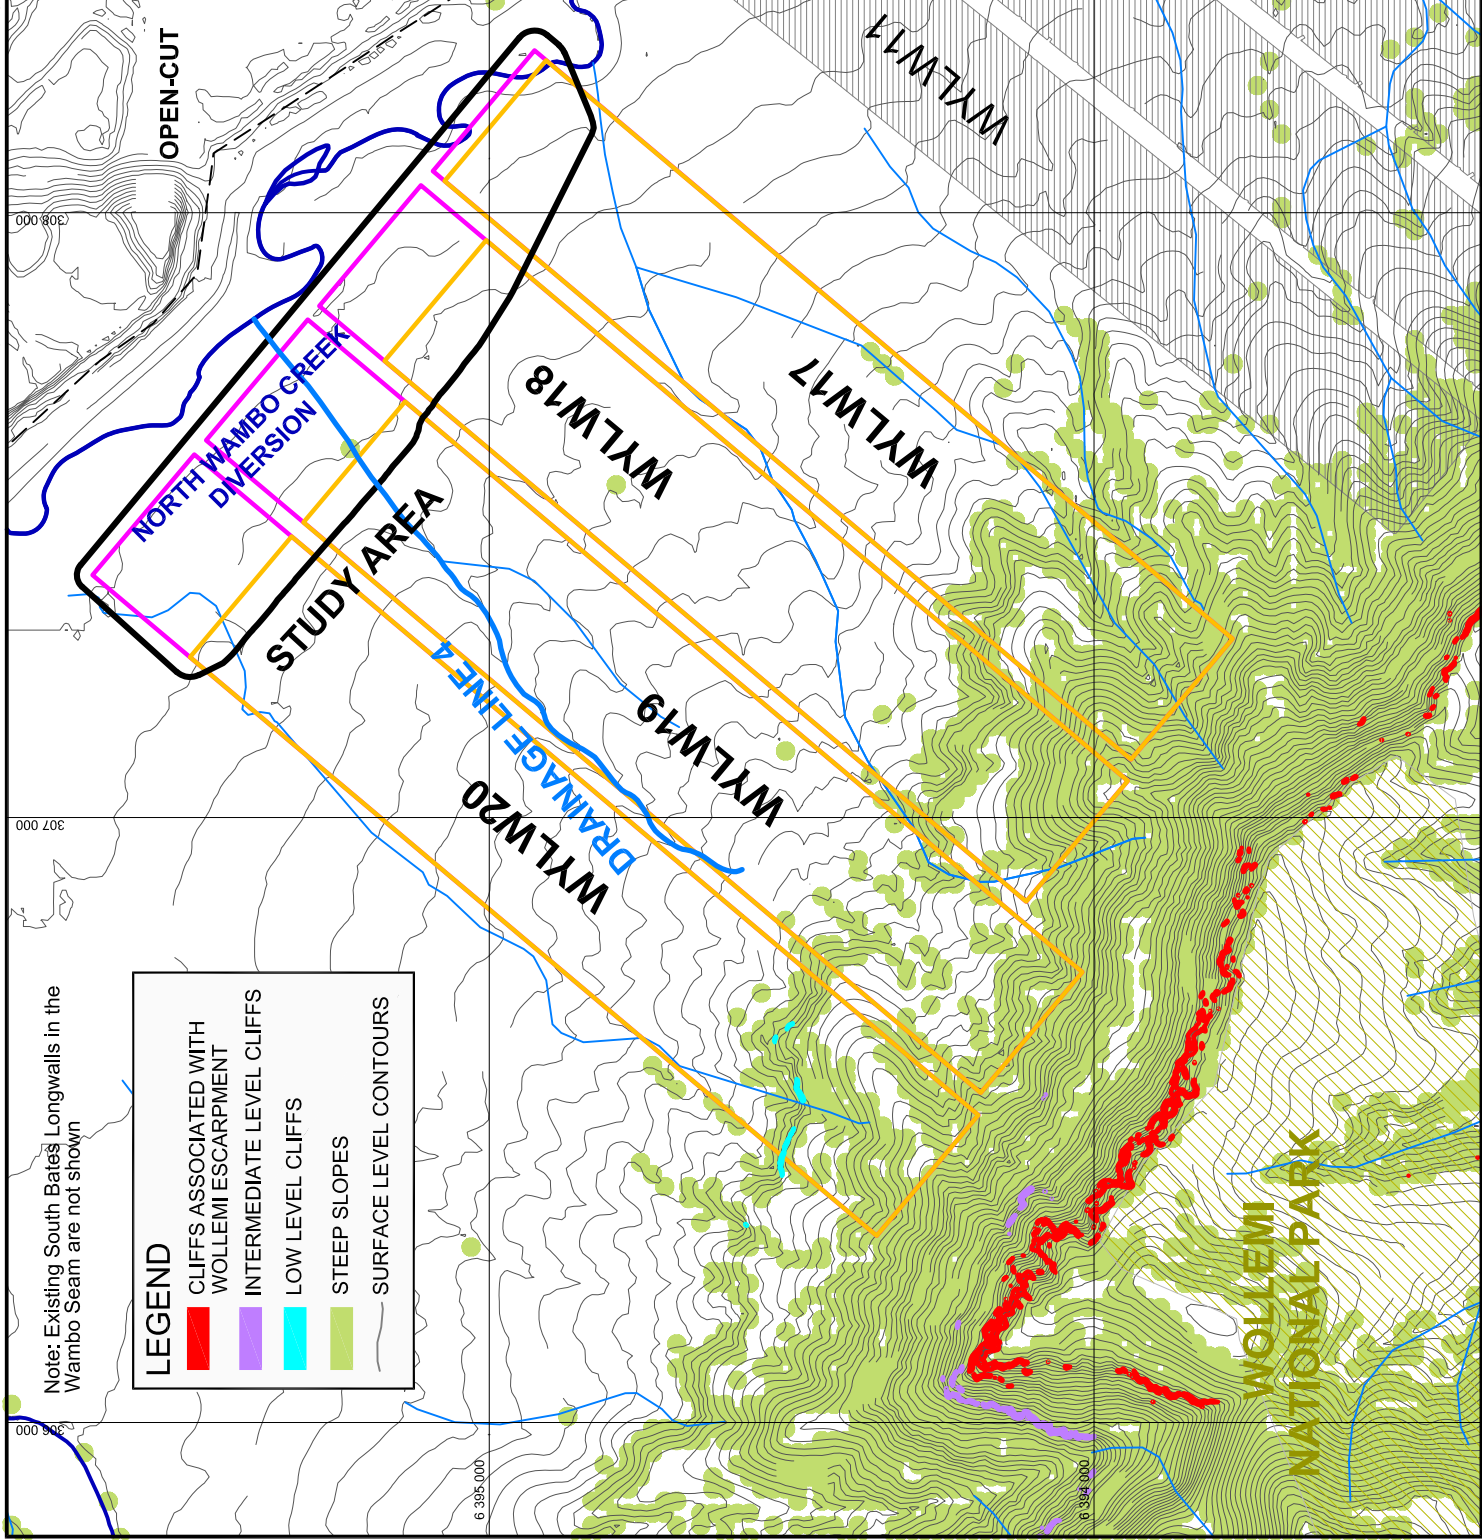 Note: Existing South Bates Longwalls in the
Wambo Seam are not shown
LEGEND
CLIFFS ASSOCIATED WITH
WOLLEMI ESCARPMENT
INTERMEDIATE LEVEL CLIFFS
LOW LEVEL CLIFFS
STEEP SLOPES
SURFACE LEVEL CONTOURS
OPEN-CUT
NORTH WAMBO CREEK
DIVERSION
STUDY AREA
DRAINAGE LINE 4
WYLW20
WYLW19
WYLW18
WYLW17
WYLW11
WOLLEMI
NATIONAL PARK
306 000
307 000
308 000
6 395 000
6 394 000